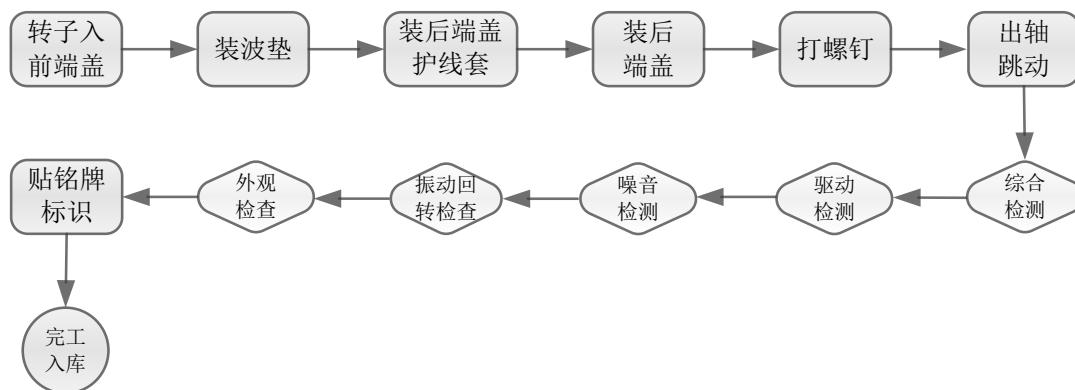 转子入
前端盖
装波垫
装后端盖
护线套
装后
端盖
打螺钉
出轴
跳动
综合
检测
驱动
检测
噪音
检测
振动回
转检查
外观
检查
贴铭牌
标识
完工
入库